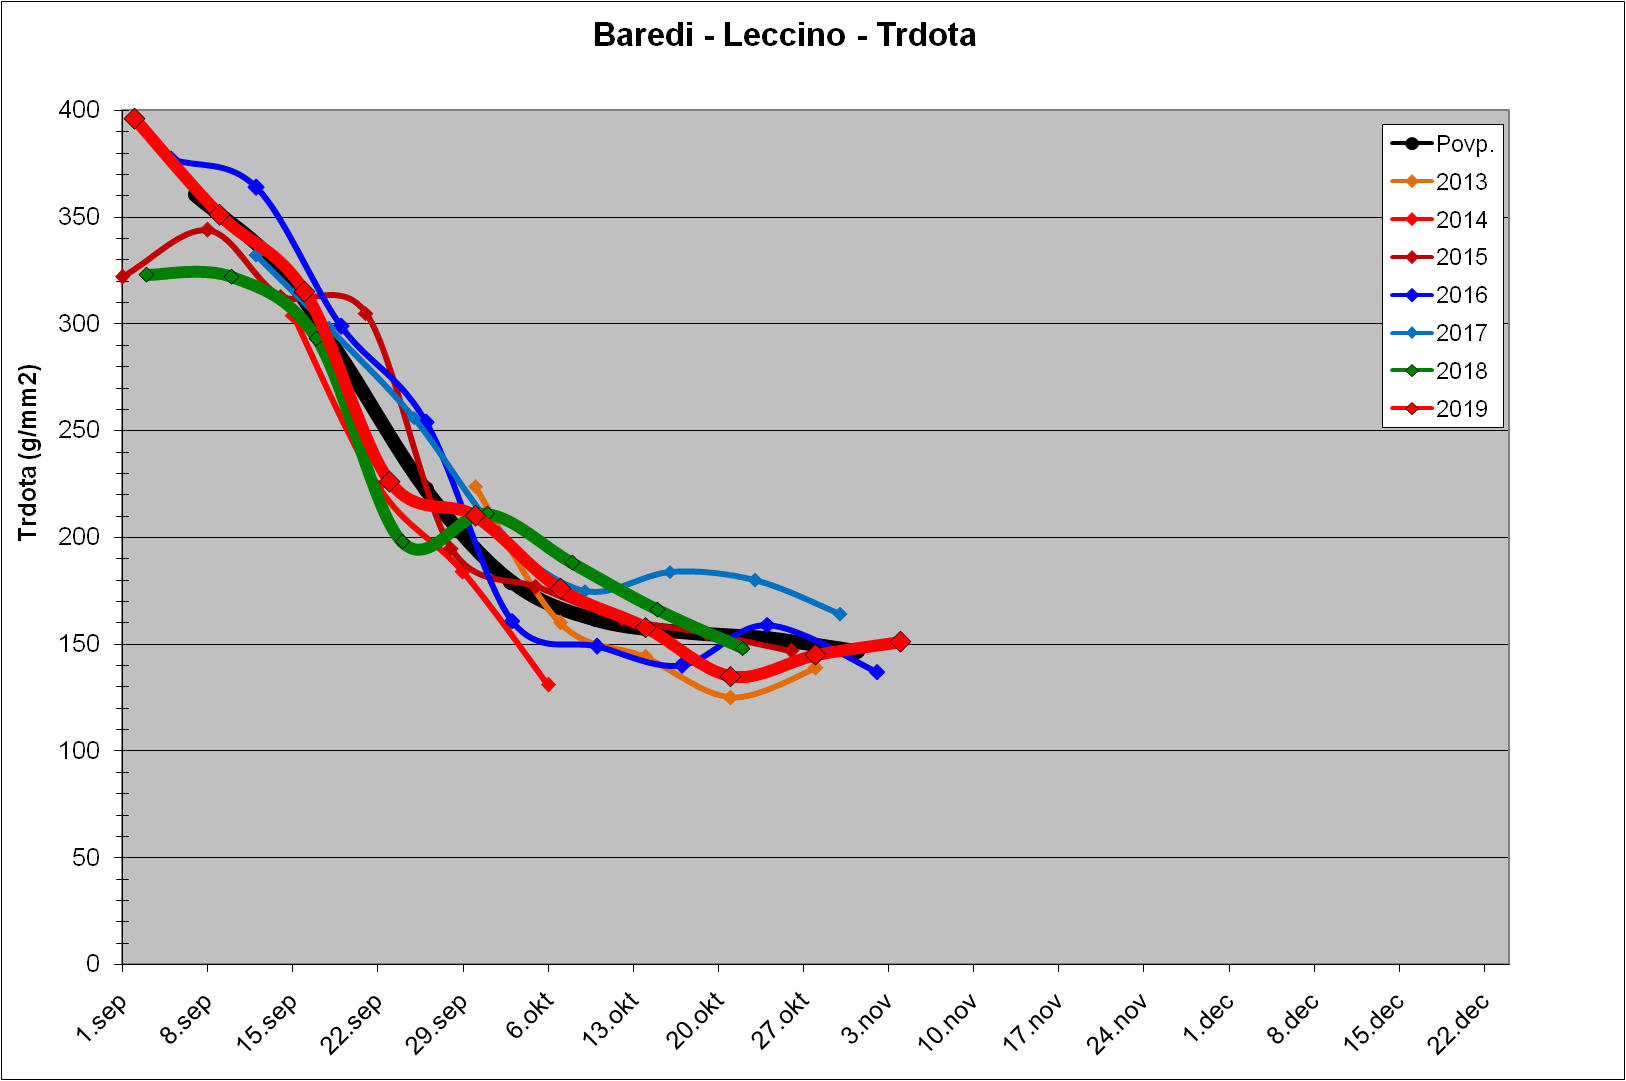 Baredi - Leccino - Trdota
400
350
300
250
200
150
100
50
0
Trdota (g/mm2)
Povp.
2013
2014
2015
2016
2017
2018
2019
1.sep
8.sep
15.sep
22.sep
29.sep
6.okt
13.okt
20.okt
27.okt
3.nov
10.nov
17.nov
24.nov
1.dec
8.dec
15.dec
22.dec